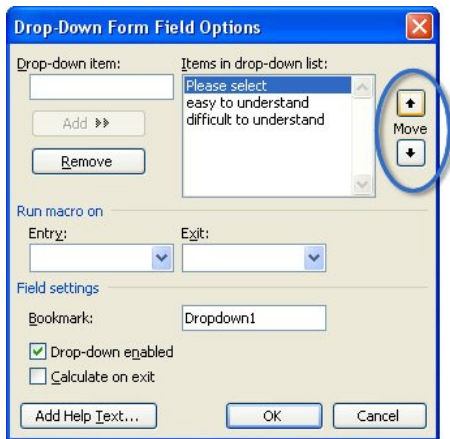 Drop-Down Form Field Options
Drop-down item:
Items in drop-down list:
Please select
easy to understand
difficult to understand
Add
Move
Remove
Run macro on
Entry:
Exit:
Field settings
Bookmark:
Dropdown1
Drop-down enabled
Calculate on exit
Add Help Text...
OK
Cancel